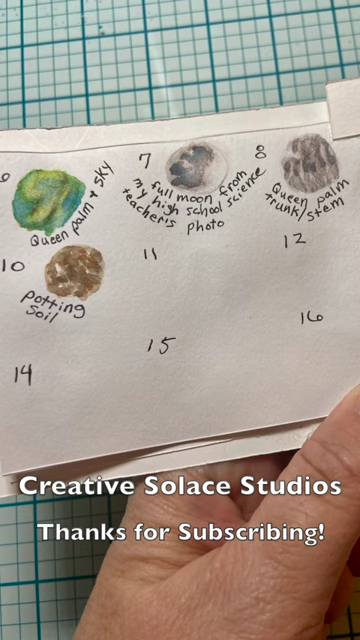 6
Queen palm + sky
7
full moon from
my high school science
teacher's photo
8
Queen palm
trunk/stem
10
potting
soil
11
12
14
15
16
Creative Solace Studios
Thanks for Subscribing!